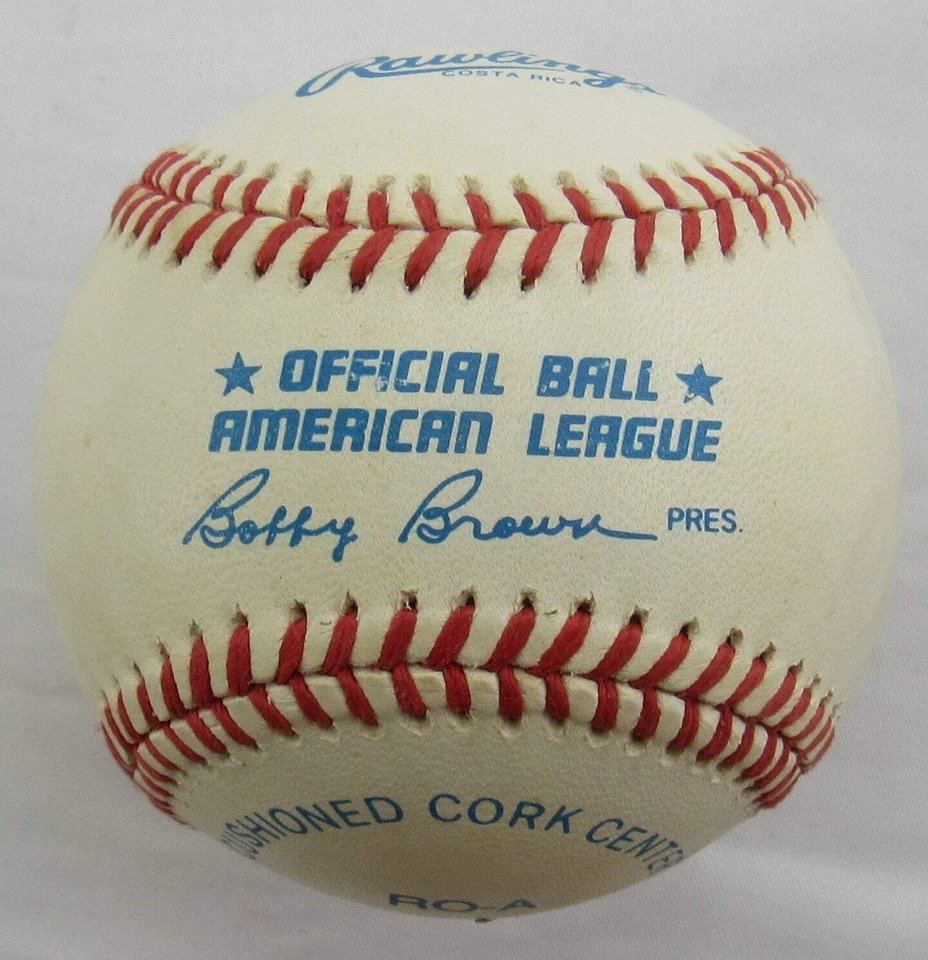 Rawlings
COSTA RICA
★ OFFICIAL BALL ★
AMERICAN LEAGUE
Bobby Brown PRES.
CUSHIONED CORK CENTER
RO-A